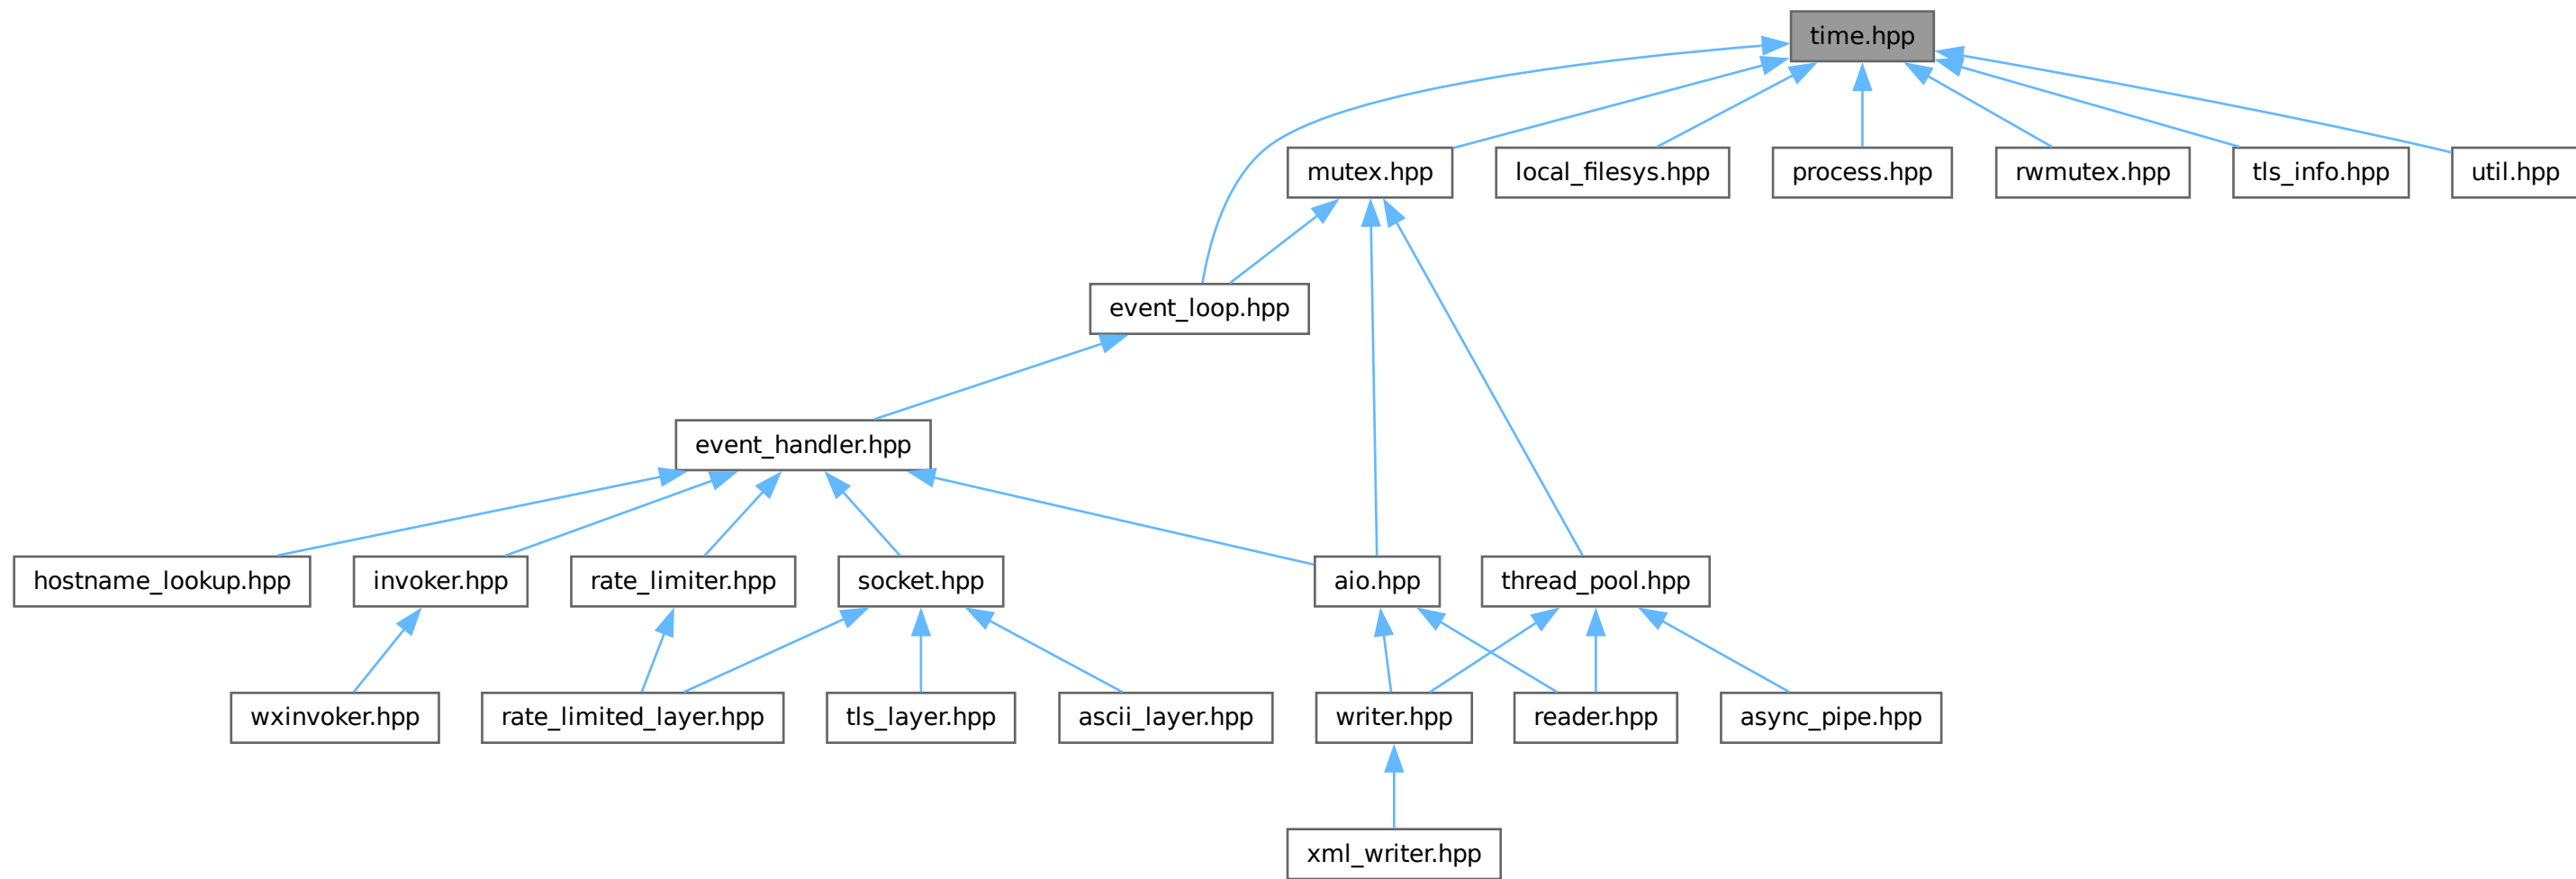 time.hpp
mutex.hpp
local_filesys.hpp
process.hpp
rwmutex.hpp
tls_info.hpp
util.hpp
event_loop.hpp
event_handler.hpp
hostname_lookup.hpp
invoker.hpp
rate_limiter.hpp
socket.hpp
aio.hpp
thread_pool.hpp
wxinvoker.hpp
rate_limited_layer.hpp
tls_layer.hpp
ascii_layer.hpp
writer.hpp
reader.hpp
async_pipe.hpp
xml_writer.hpp